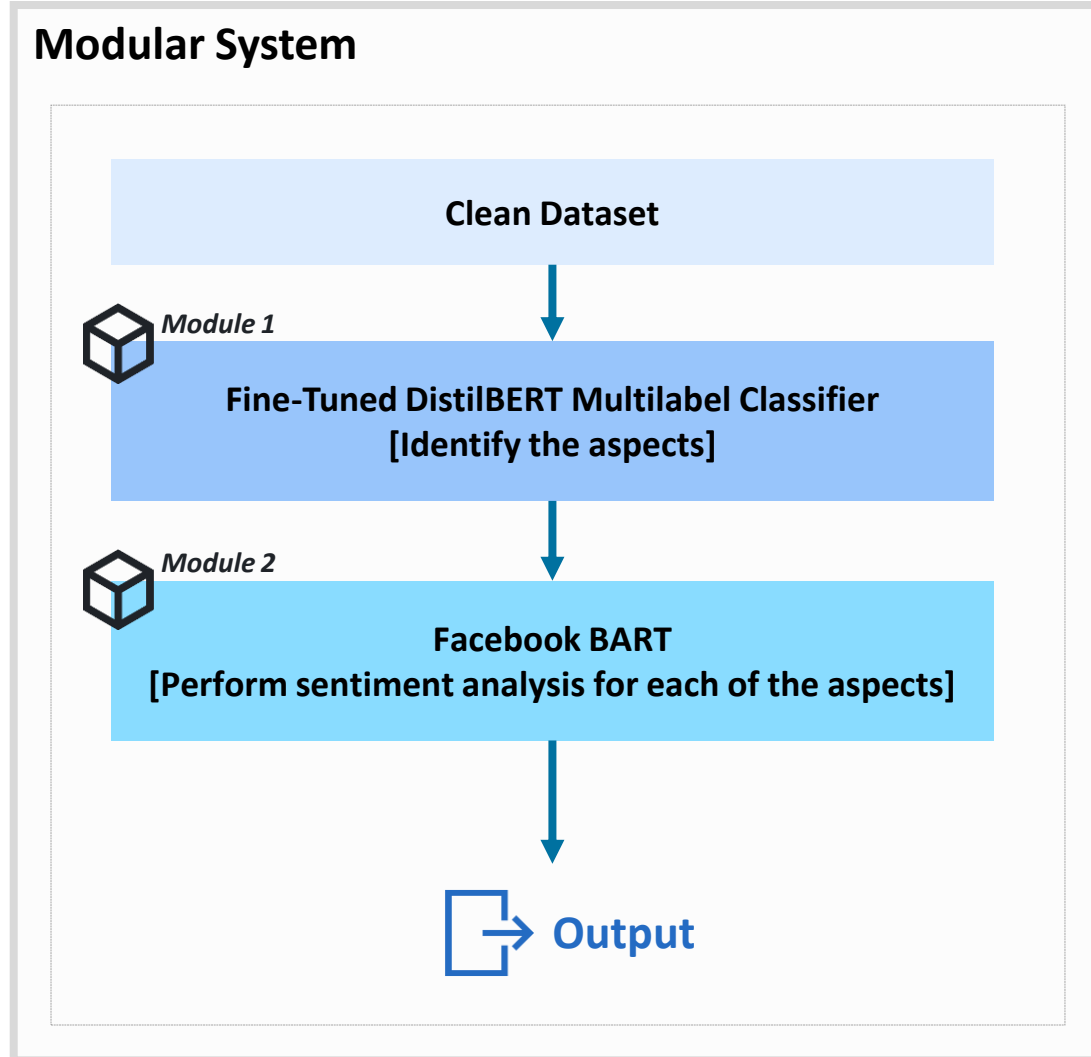 Modular System
Clean Dataset
Module 1
Fine-Tuned DistilBERT Multilabel Classifier
[Identify the aspects]
Module 2
Facebook BART
[Perform sentiment analysis for each of the aspects]
Output